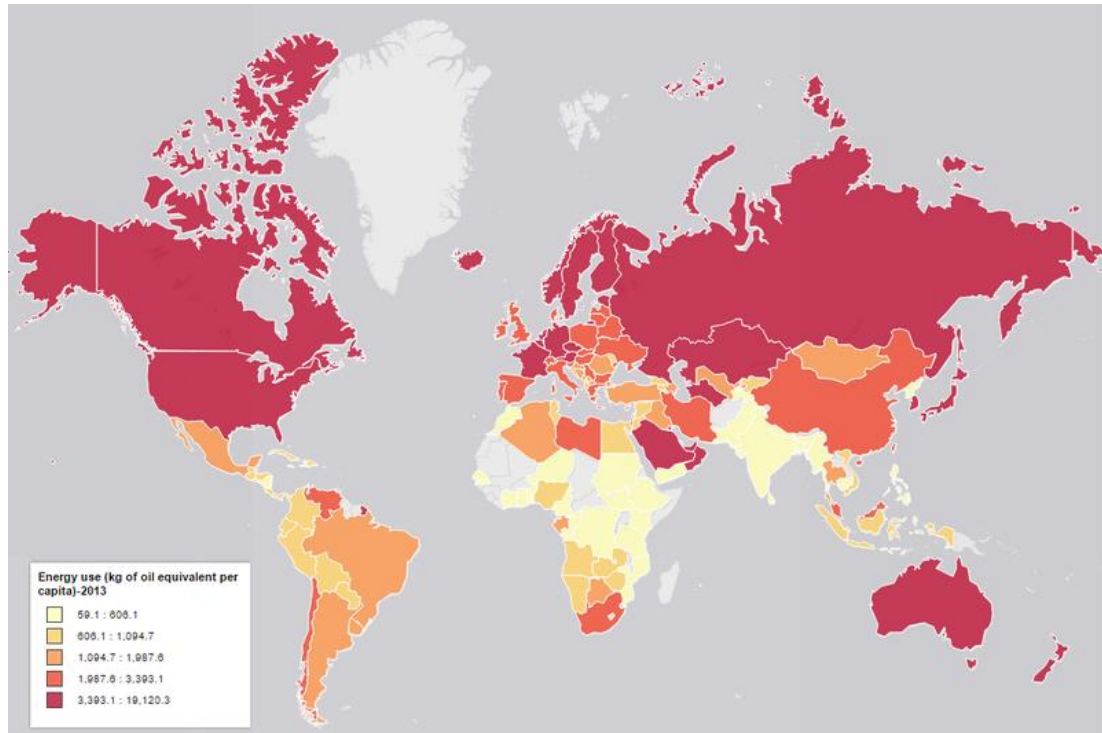 Energy use (kg of oil equivalent per
capita)-2013
59.1 : 606.1
606.1 : 1,094.7
1,094.7 : 1,987.6
1,987.6 : 3,393.1
3,393.1 : 19,120.3